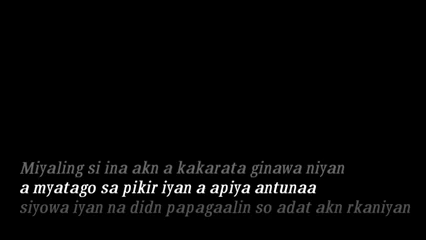 Miyaling si ina akn a kakarata ginawa niyan
a myatago sa pikir iyan a apiya antunaa
siyowa iyan na didn papagaalin so adat akn rkaniyan